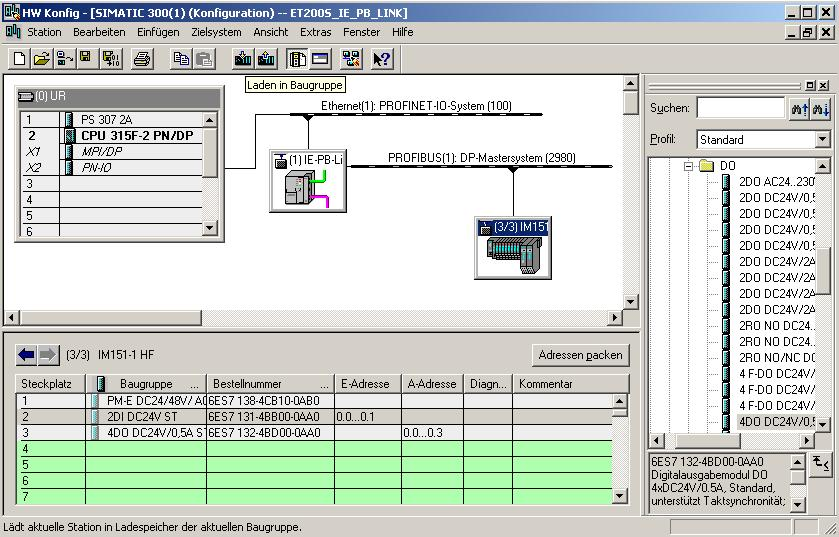 HW Konfig - [SIMATIC 300(1) (Konfiguration) -- ET200S_IE_PB_LINK]
Station Bearbeiten Einfügen Zielsystem Ansicht Extras Fenster Hilfe
Laden in Baugruppe
(0) UR
1 PS 307 2A
2 CPU 315F-2 PN/DP
X1 MPI/DP
X2 PN-IO
3
4
5
6
Ethernet(1): PROFINET-IO-System (100)
(1) IE-PB-Li
PROFIBUS(1): DP-Mastersystem (2980)
(3/3) IM151
Suchen:
Profil: Standard
DO
2DO AC24..230
2DO DC24V/0,5
2DO DC24V/0,5
2DO DC24V/0,5
2DO DC24V/0,5
2DO DC24V/2A
2DO DC24V/2A
2DO DC24V/2A
2RO NO DC24..
2RO NO DC24..
2RO NO/NC DC
4 F-DO DC24V/
4 F-DO DC24V/
4 F-DO DC24V/
4DO DC24V/0,5
(3/3) IM151-1 HF
Adressen packen
Steckplatz Baugruppe ... Bestellnummer ... E-Adresse A-Adresse Diagn... Kommentar
1 PM-E DC24/48V/ AC 6ES7 138-4CB10-0AB0
2 2DI DC24V ST 6ES7 131-4BB00-0AA0 0.0...0.1
3 4DO DC24V/0,5A ST 6ES7 132-4BD00-0AA0 0.0...0.3
4
5
6
7
6ES7 132-4BD00-0AA0
Digitalausgabemodul DO
4xDC24V/0.5A, Standard,
unterstützt Taktsynchronität;
Lädt aktuelle Station in Ladespeicher der aktuellen Baugruppe.